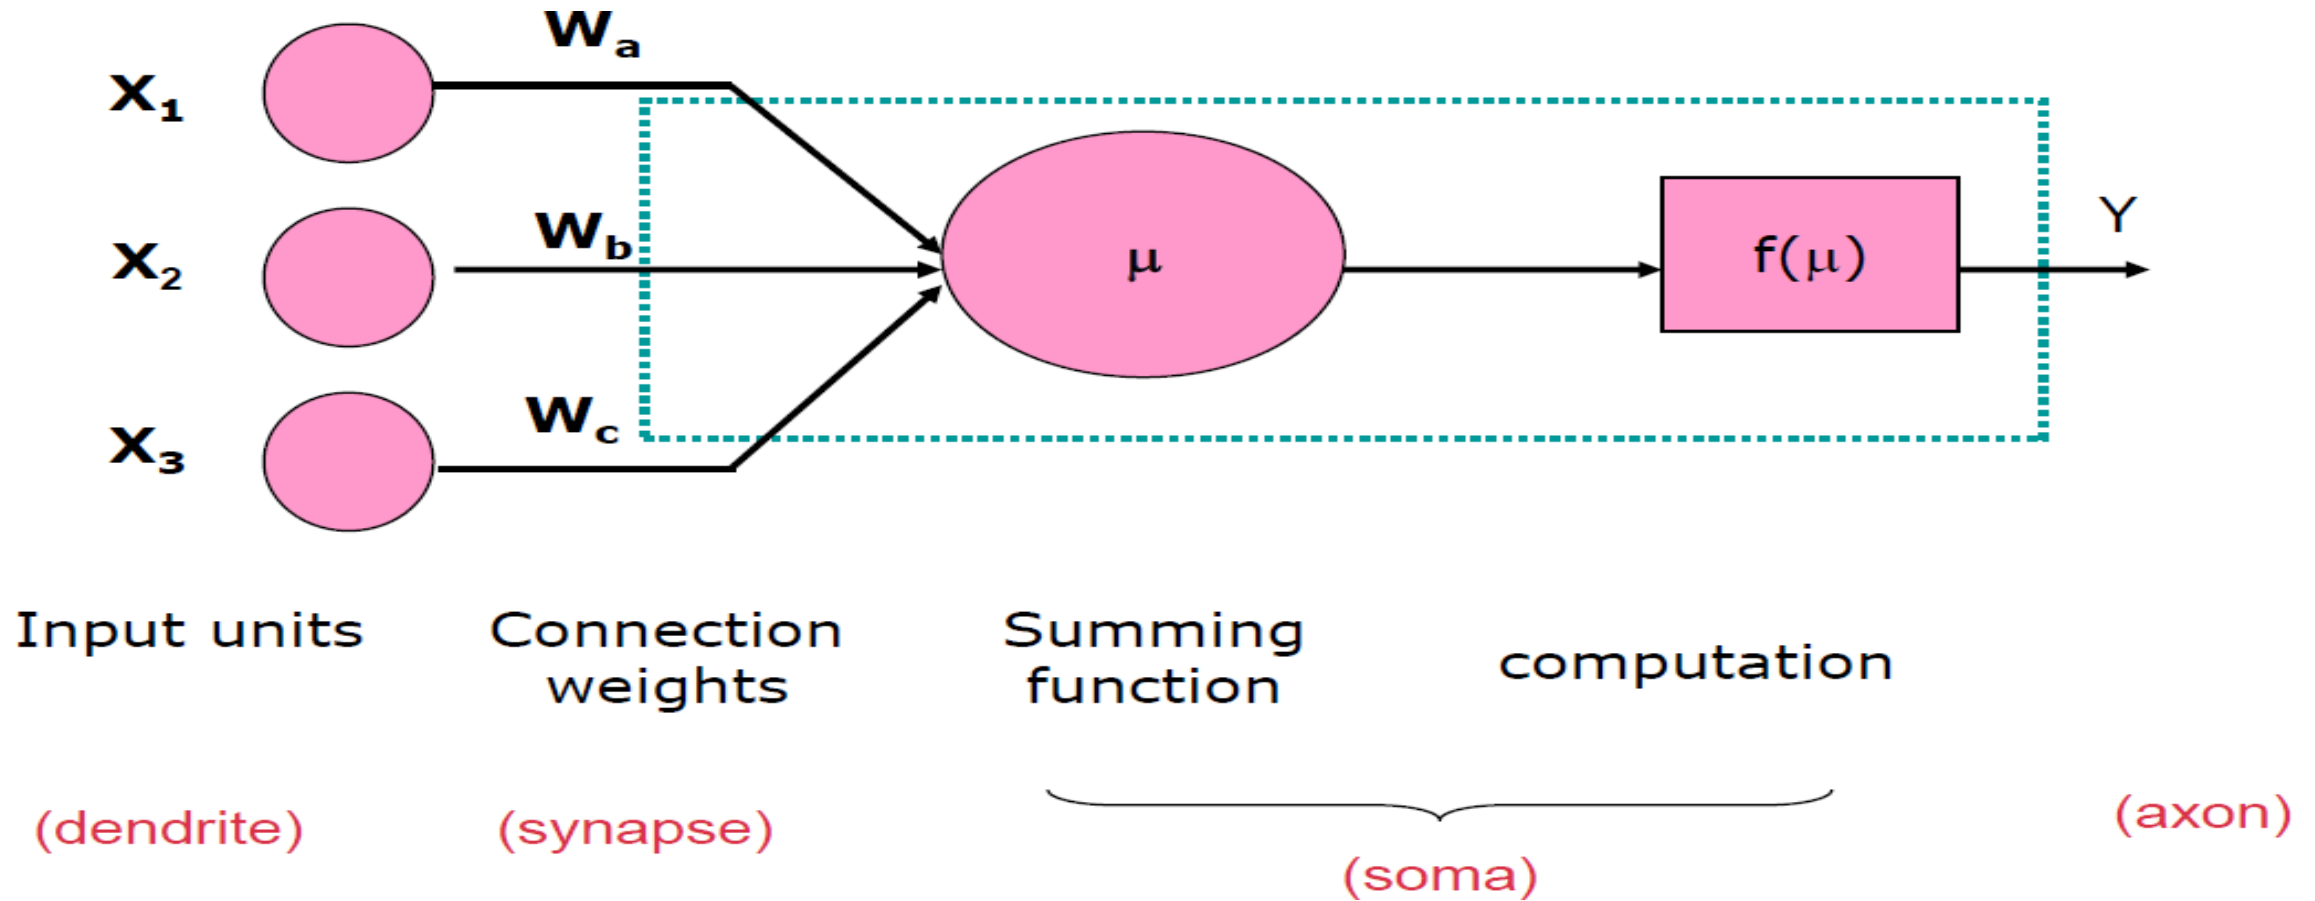 Wa
X1
Wb
X2
μ
f(μ)
Y
Wc
X3
Input units
Connection
weights
Summing
function
computation
(dendrite)
(synapse)
(soma)
(axon)